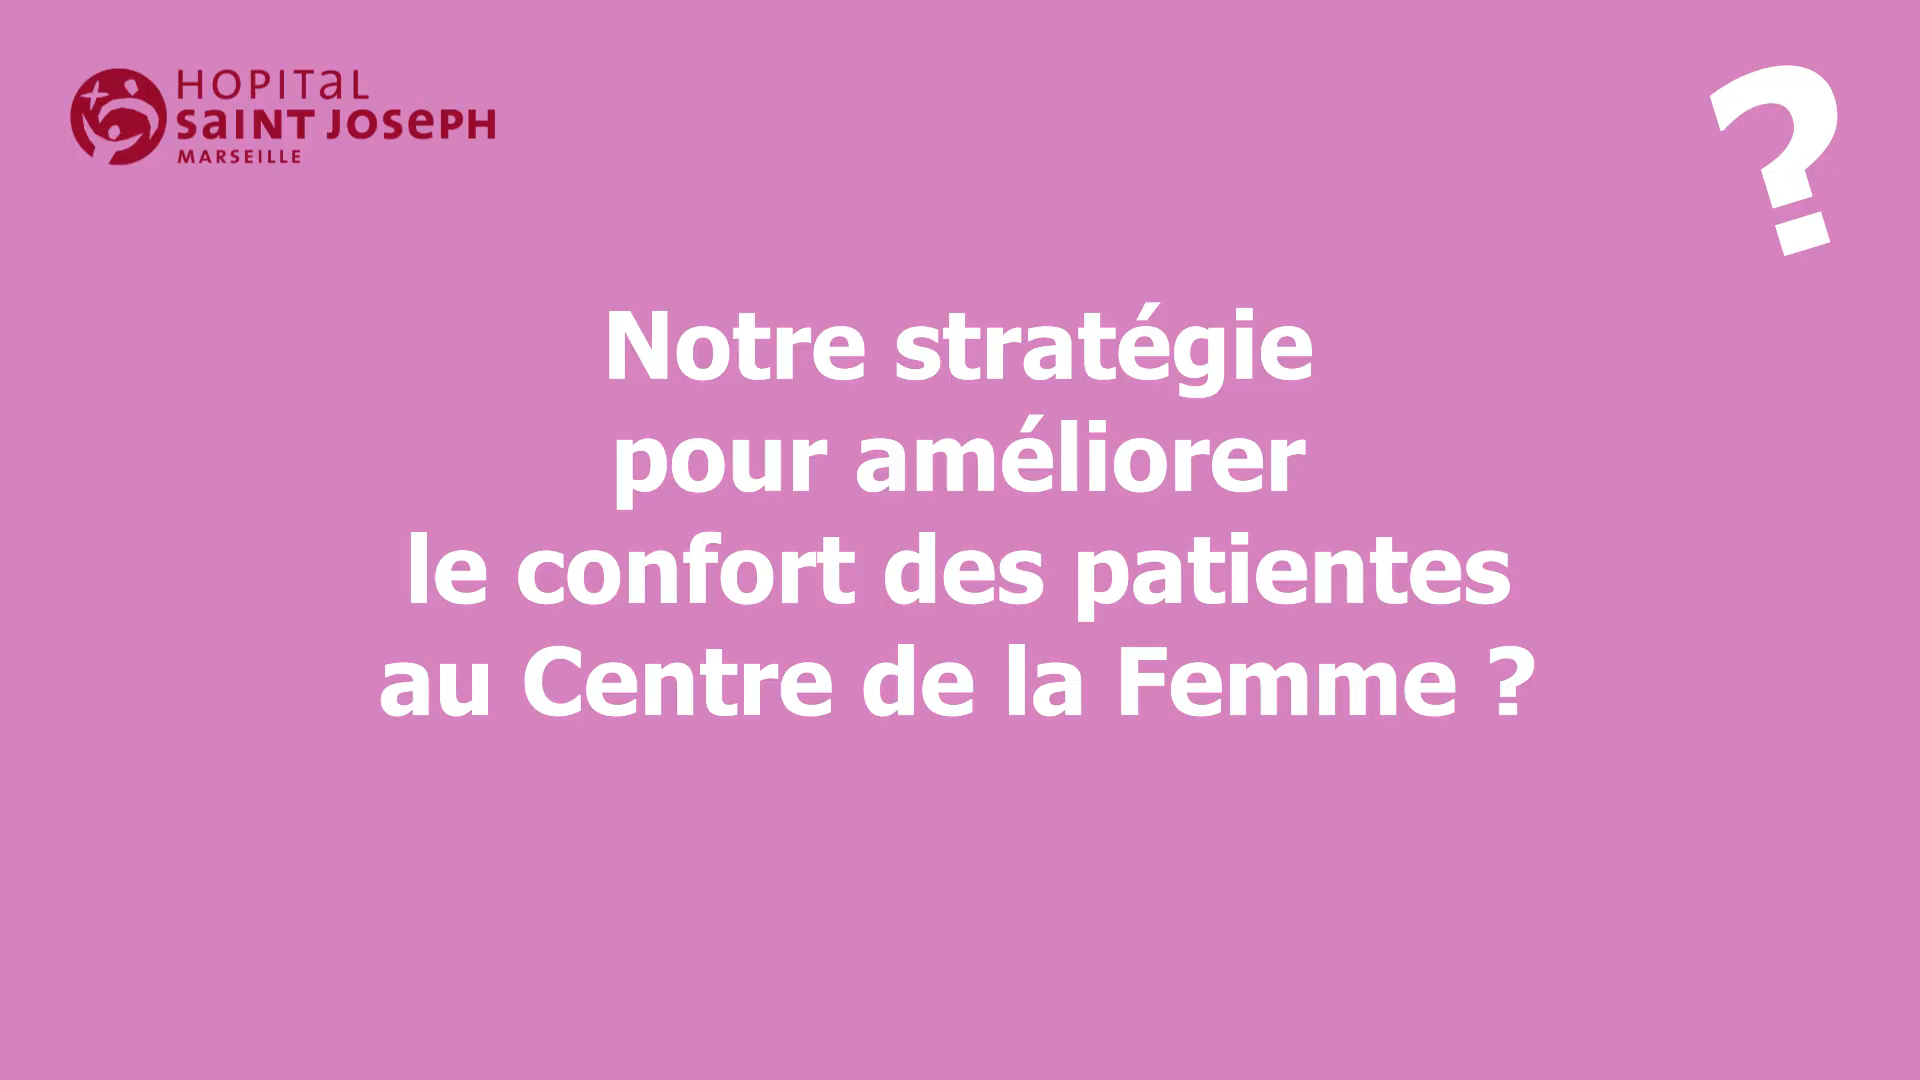 HOPITaL
SaINT JOSePH
MARSEILLE
?
Notre stratégie
pour améliorer
le confort des patientes
au Centre de la Femme ?